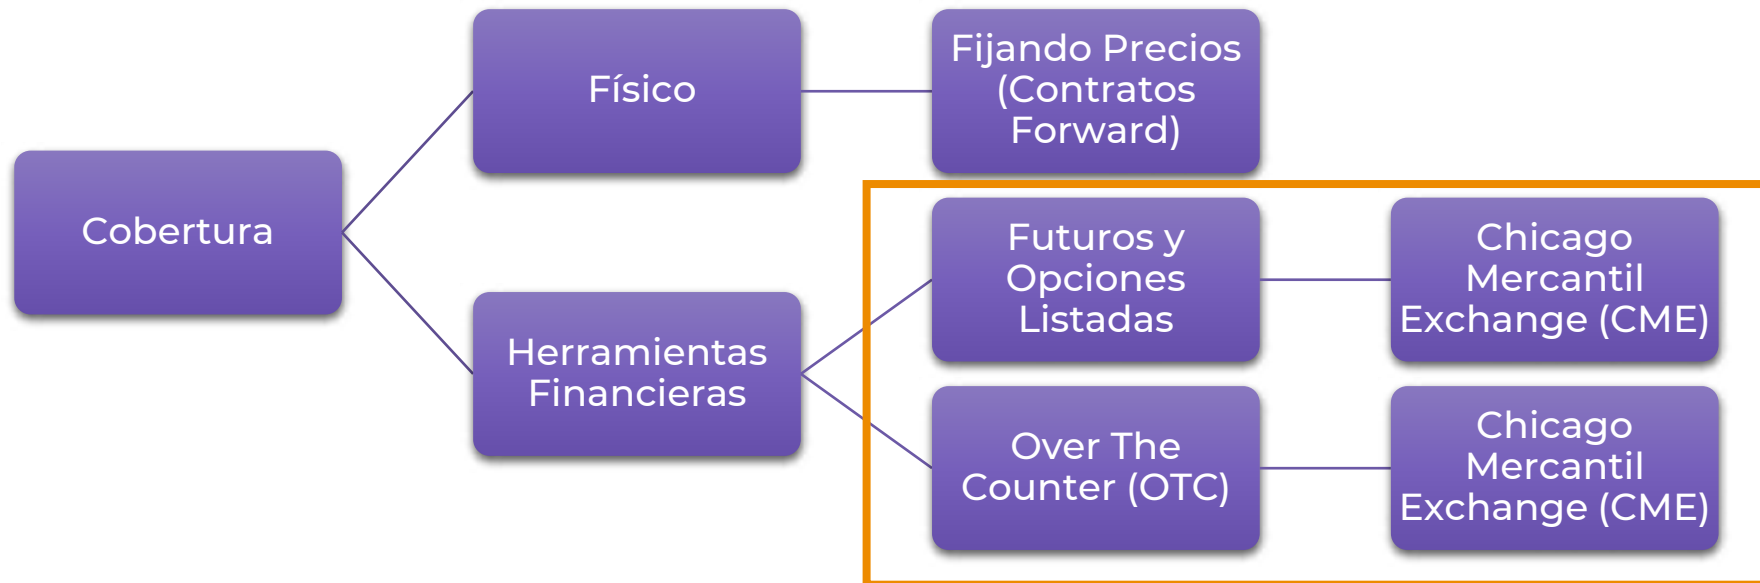 Cobertura
Físico
Fijando Precios
(Contratos
Forward)
Herramientas
Financieras
Futuros y
Opciones
Listadas
Chicago
Mercantil
Exchange (CME)
Over The
Counter (OTC)
Chicago
Mercantil
Exchange (CME)